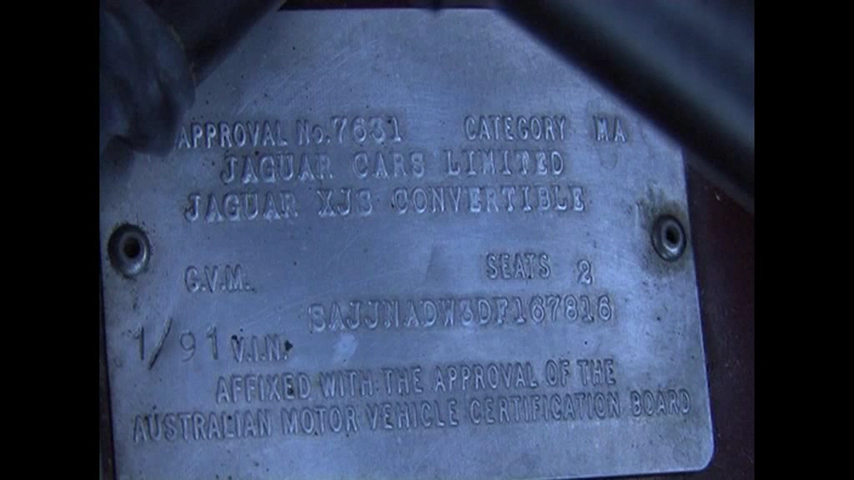 APPROVAL No. 7631 CATEGORY MA
JAGUAR CARS LIMITED
JAGUAR XJS CONVERTIBLE
G.V.M. SEATS 2
1/91 V.I.N. SAJJNADW3DF167816
AFFIXED WITH THE APPROVAL OF THE
AUSTRALIAN MOTOR VEHICLE CERTIFICATION BOARD